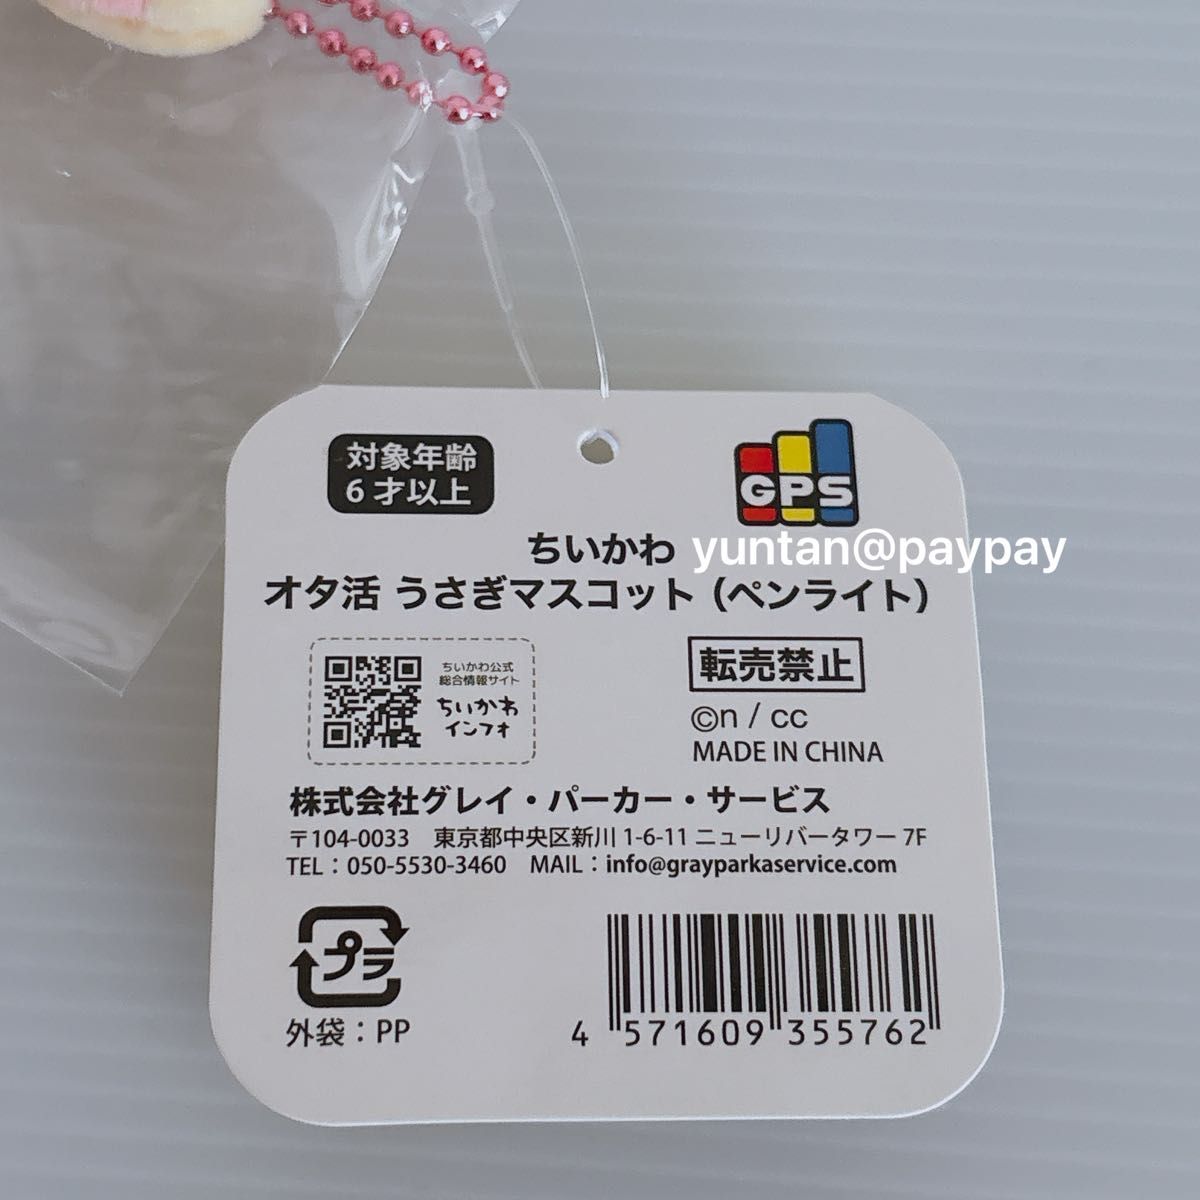 対象年齢
6才以上
GPS
ちいかわ yuntan@paypay
オタ活 うさぎマスコット（ペンライト）
ちいかわ公式
総合情報サイト
ちいかわ
インフォ
転売禁止
©n / cc
MADE IN CHINA
株式会社グレイ・パーカー・サービス
〒104-0033 東京都中央区新川 1-6-11 ニューリバータワー 7F
TEL：050-5530-3460 MAIL：info@grayparkaservice.com
プラ
外袋：PP
4 571609 355762